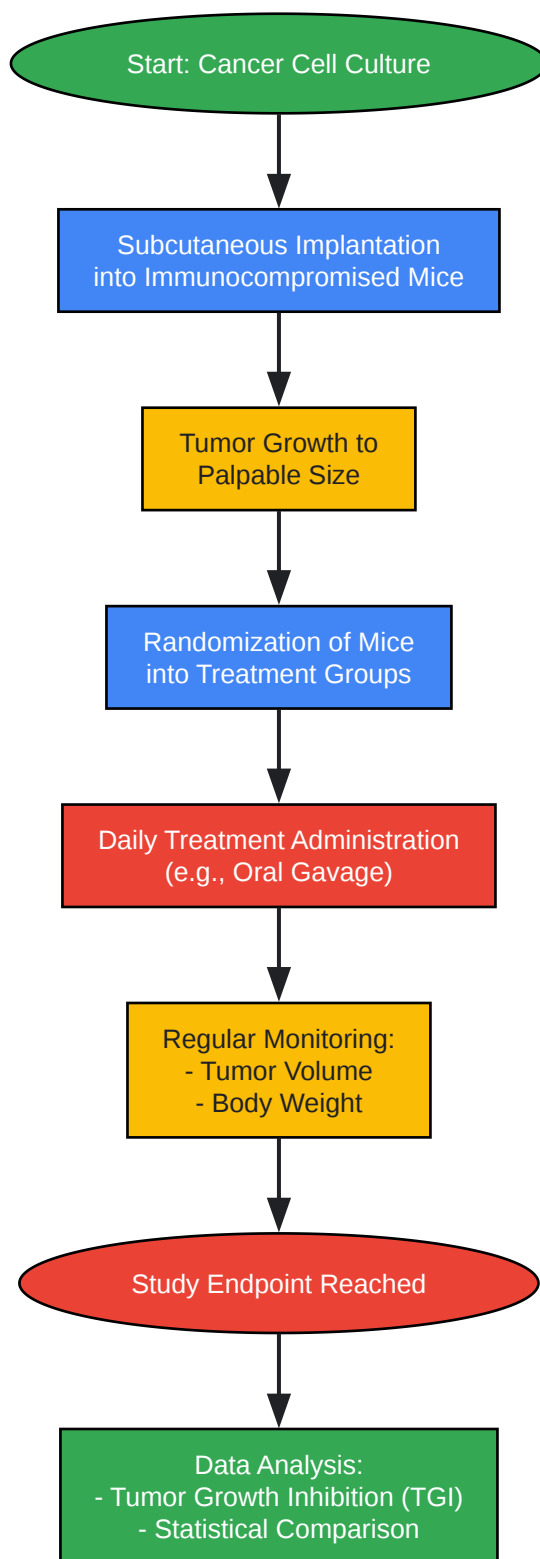 Start: Cancer Cell Culture
Subcutaneous Implantation
into Immunocompromised Mice
Tumor Growth to
Palpable Size
Randomization of Mice
into Treatment Groups
Daily Treatment Administration
(e.g., Oral Gavage)
Regular Monitoring:
- Tumor Volume
- Body Weight
Study Endpoint Reached
Data Analysis:
- Tumor Growth Inhibition (TGI)
- Statistical Comparison